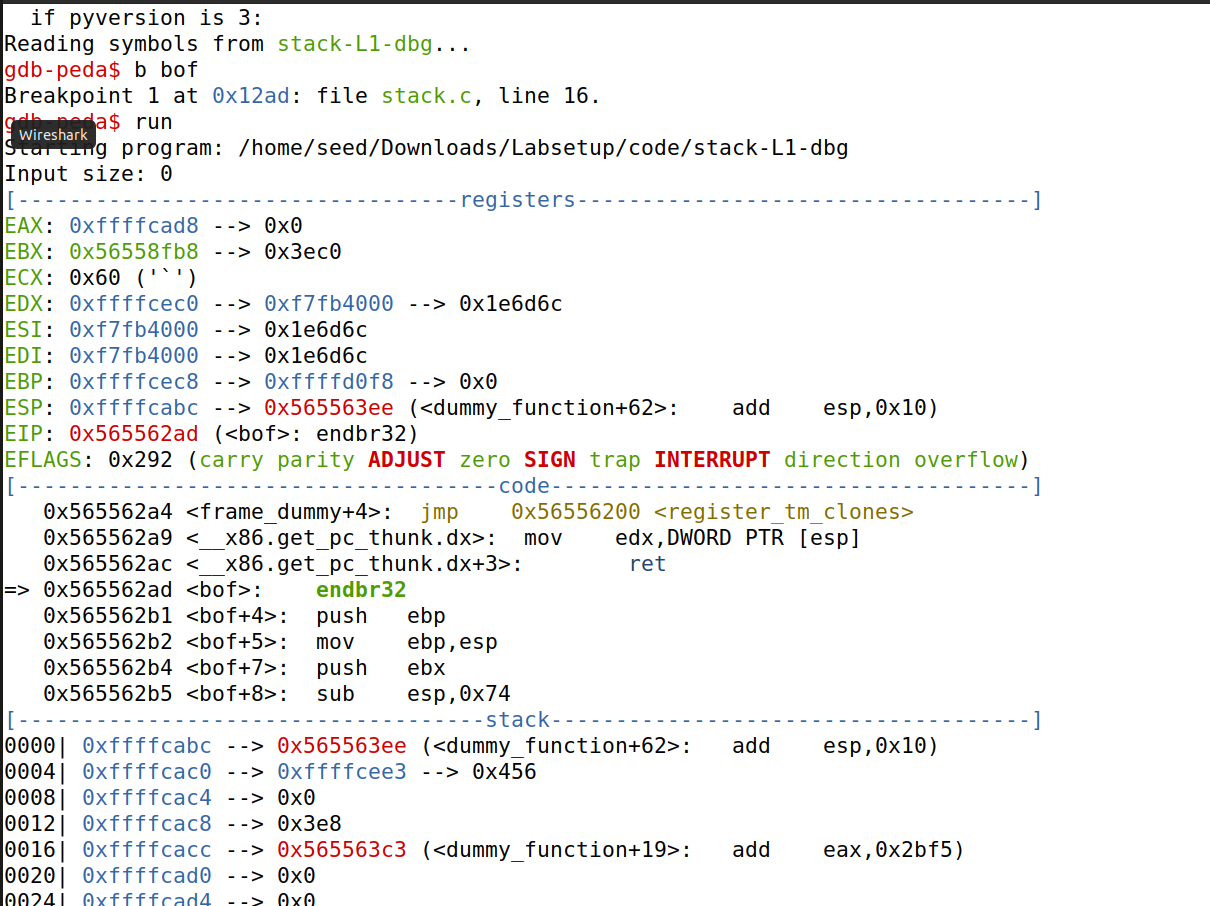 if pyversion is 3:
Reading symbols from stack-L1-dbg...
gdb-peda$ b bof
Breakpoint 1 at 0x12ad: file stack.c, line 16.
gdb-peda$ run
Wireshark
Starting program: /home/seed/Downloads/Labsetup/code/stack-L1-dbg
Input size: 0
[----------------------------------registers-----------------------------------]
EAX: 0xffffcad8 --> 0x0
EBX: 0x56558fb8 --> 0x3ec0
ECX: 0x60 ('`')
EDX: 0xffffcec0 --> 0xf7fb4000 --> 0x1e6d6c
ESI: 0xf7fb4000 --> 0x1e6d6c
EDI: 0xf7fb4000 --> 0x1e6d6c
EBP: 0xffffcec8 --> 0xffffd0f8 --> 0x0
ESP: 0xffffcabc --> 0x565563ee (<dummy_function+62>:    add    esp,0x10)
EIP: 0x565562ad (<bof>: endbr32)
EFLAGS: 0x292 (carry parity ADJUST zero SIGN trap INTERRUPT direction overflow)
[-------------------------------------code-------------------------------------]
   0x565562a4 <frame_dummy+4>:  jmp    0x56556200 <register_tm_clones>
   0x565562a9 <__x86.get_pc_thunk.dx>:  mov    edx,DWORD PTR [esp]
   0x565562ac <__x86.get_pc_thunk.dx+3>:        ret
=> 0x565562ad <bof>:    endbr32
   0x565562b1 <bof+4>:  push   ebp
   0x565562b2 <bof+5>:  mov    ebp,esp
   0x565562b4 <bof+7>:  push   ebx
   0x565562b5 <bof+8>:  sub    esp,0x74
[------------------------------------stack-------------------------------------]
0000| 0xffffcabc --> 0x565563ee (<dummy_function+62>:   add    esp,0x10)
0004| 0xffffcac0 --> 0xffffcee3 --> 0x456
0008| 0xffffcac4 --> 0x0
0012| 0xffffcac8 --> 0x3e8
0016| 0xffffcacc --> 0x565563c3 (<dummy_function+19>:   add    eax,0x2bf5)
0020| 0xffffcad0 --> 0x0
0024| 0xffffcad4 --> 0x0